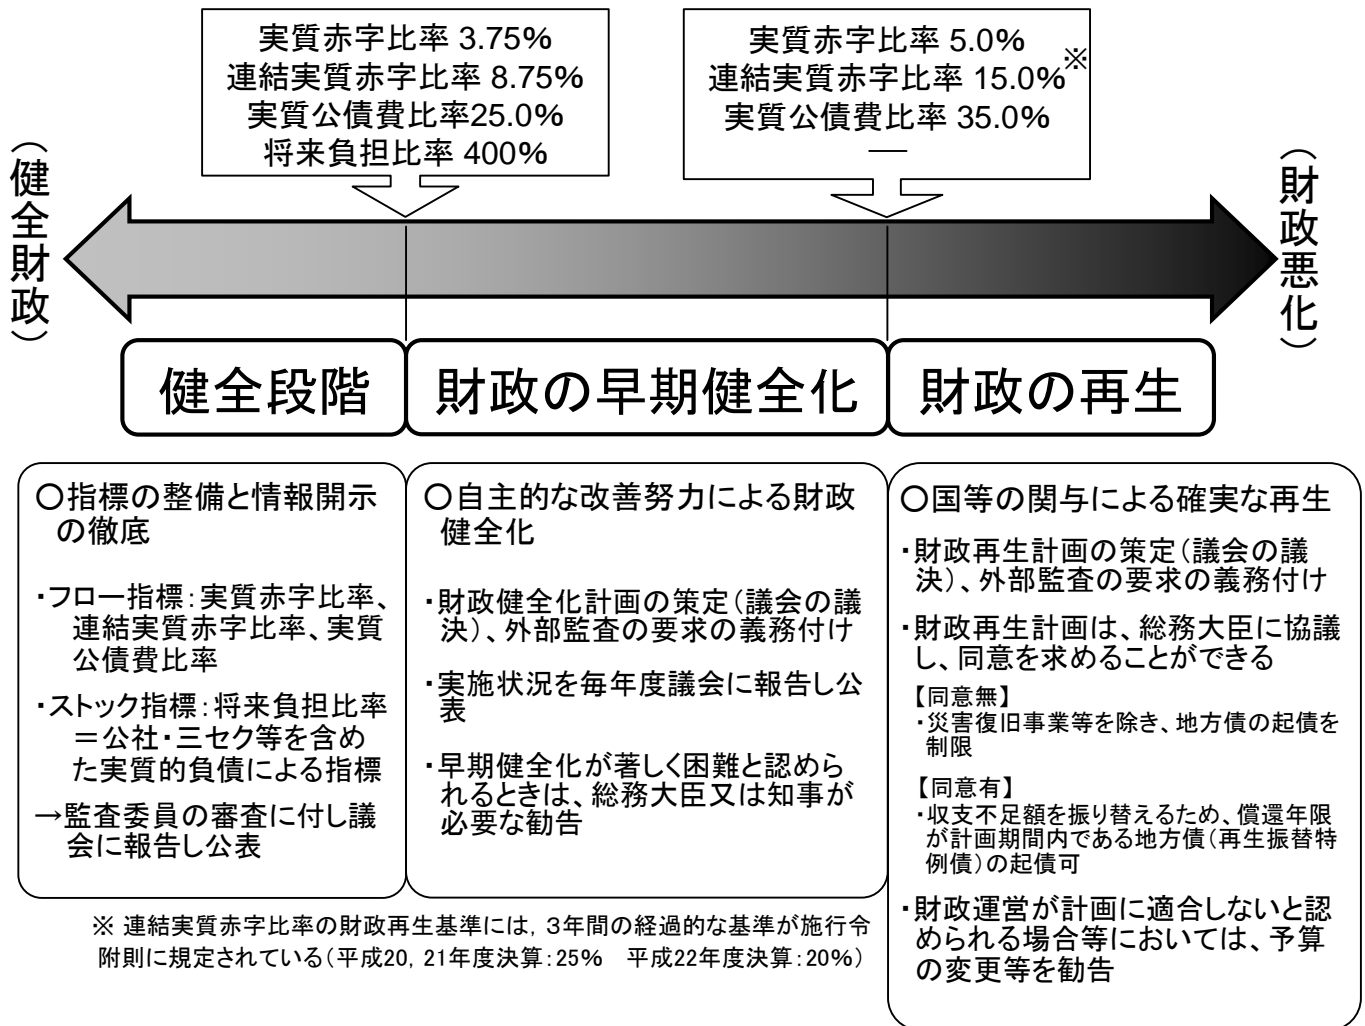 実質赤字比率 3.75%
連結実質赤字比率 8.75%
実質公債費比率25.0%
将来負担比率 400%
実質赤字比率 5.0%
連結実質赤字比率 15.0%※
実質公債費比率 35.0%
―
（健全財政）
（財政悪化）
健全段階
財政の早期健全化
財政の再生
○指標の整備と情報開示
の徹底
・フロー指標：実質赤字比率、
連結実質赤字比率、実質
公債費比率
・ストック指標：将来負担比率
＝公社・三セク等を含め
た実質的負債による指標
→監査委員の審査に付し議
会に報告し公表
○自主的な改善努力による財政
健全化
・財政健全化計画の策定（議会の議
決）、外部監査の要求の義務付け
・実施状況を毎年度議会に報告し公
表
・早期健全化が著しく困難と認めら
れるときは、総務大臣又は知事が
必要な勧告
○国等の関与による確実な再生
・財政再生計画の策定（議会の議
決）、外部監査の要求の義務付け
・財政再生計画は、総務大臣に協議
し、同意を求めることができる
【同意無】
・災害復旧事業等を除き、地方債の起債を
制限
【同意有】
・収支不足額を振り替えるため、償還年限
が計画期間内である地方債（再生振替特
例債）の起債可
・財政運営が計画に適合しないと認
められる場合等においては、予算
の変更等を勧告
※ 連結実質赤字比率の財政再生基準には，3年間の経過的な基準が施行令
附則に規定されている（平成20，21年度決算：25%　平成22年度決算：20%）